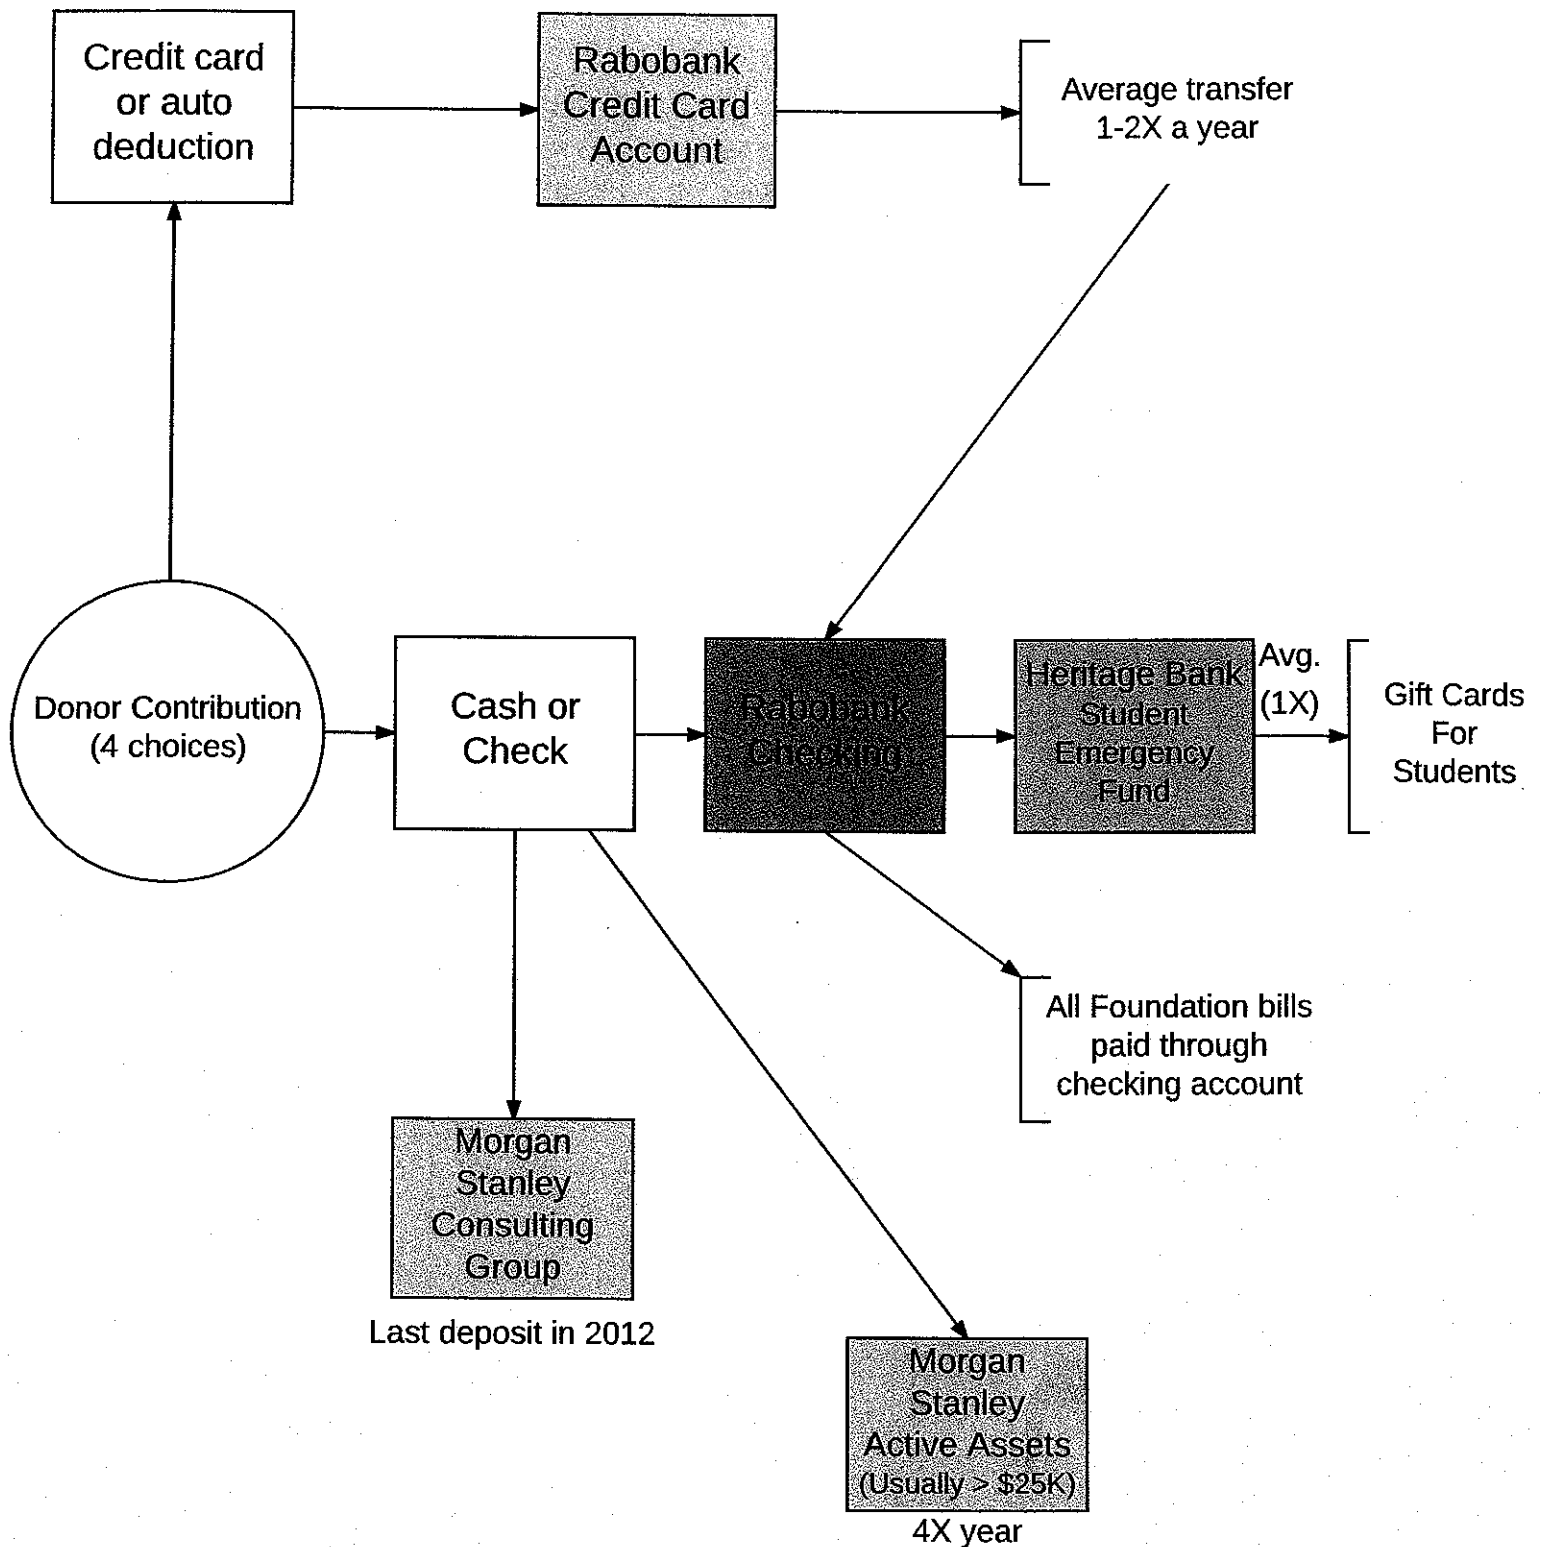 Credit card
or auto
deduction
Rabobank
Credit Card
Account
Average transfer
1-2X a year
Donor Contribution
(4 choices)
Cash or
Check
Rabobank
Checking
Heritage Bank
Student
Emergency
Fund
Avg.
(1X)
Gift Cards
For
Students
All Foundation bills
paid through
checking account
Morgan
Stanley
Consulting
Group
Last deposit in 2012
Morgan
Stanley
Active Assets
(Usually > $25K)
4X year